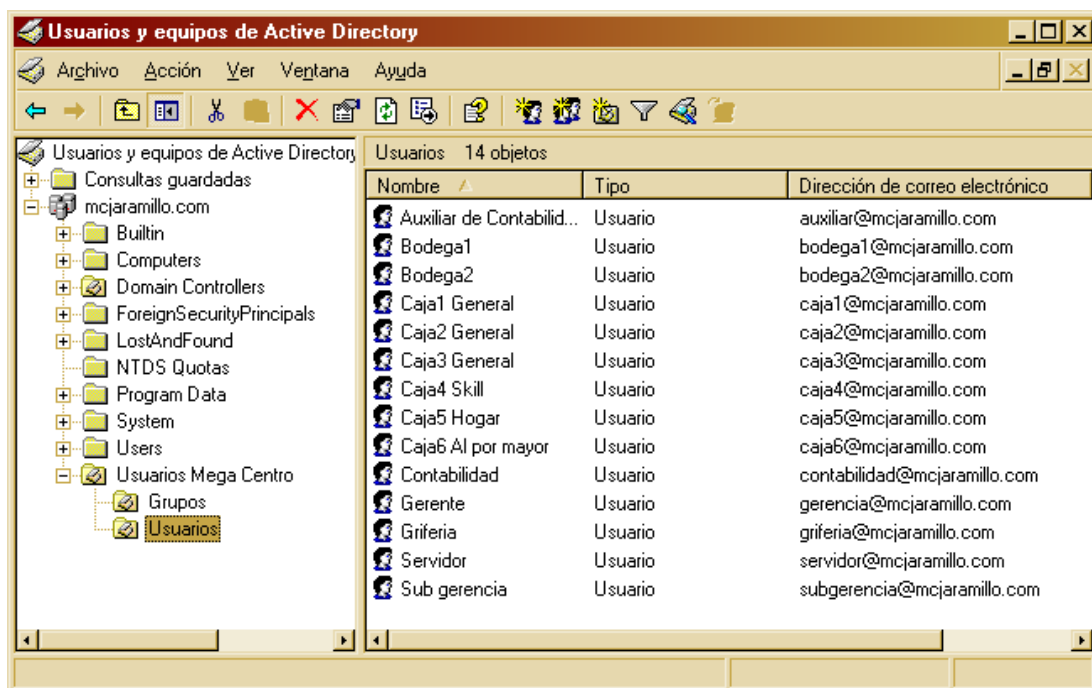 Usuarios y equipos de Active Directory
Archivo Acción Ver Ventana Ayuda
Usuarios y equipos de Active Directory
Consultas guardadas
mcjaramillo.com
Builtin
Computers
Domain Controllers
ForeignSecurityPrincipals
LostAndFound
NTDS Quotas
Program Data
System
Users
Usuarios Mega Centro
Grupos
Usuarios
Usuarios 14 objetos
Nombre Tipo Dirección de correo electrónico
Auxiliar de Contabilid... Usuario auxiliar@mcjaramillo.com
Bodega1 Usuario bodega1@mcjaramillo.com
Bodega2 Usuario bodega2@mcjaramillo.com
Caja1 General Usuario caja1@mcjaramillo.com
Caja2 General Usuario caja2@mcjaramillo.com
Caja3 General Usuario caja3@mcjaramillo.com
Caja4 Skill Usuario caja4@mcjaramillo.com
Caja5 Hogar Usuario caja5@mcjaramillo.com
Caja6 Al por mayor Usuario caja6@mcjaramillo.com
Contabilidad Usuario contabilidad@mcjaramillo.com
Gerente Usuario gerencia@mcjaramillo.com
Griferia Usuario griferia@mcjaramillo.com
Servidor Usuario servidor@mcjaramillo.com
Sub gerencia Usuario subgerencia@mcjaramillo.com